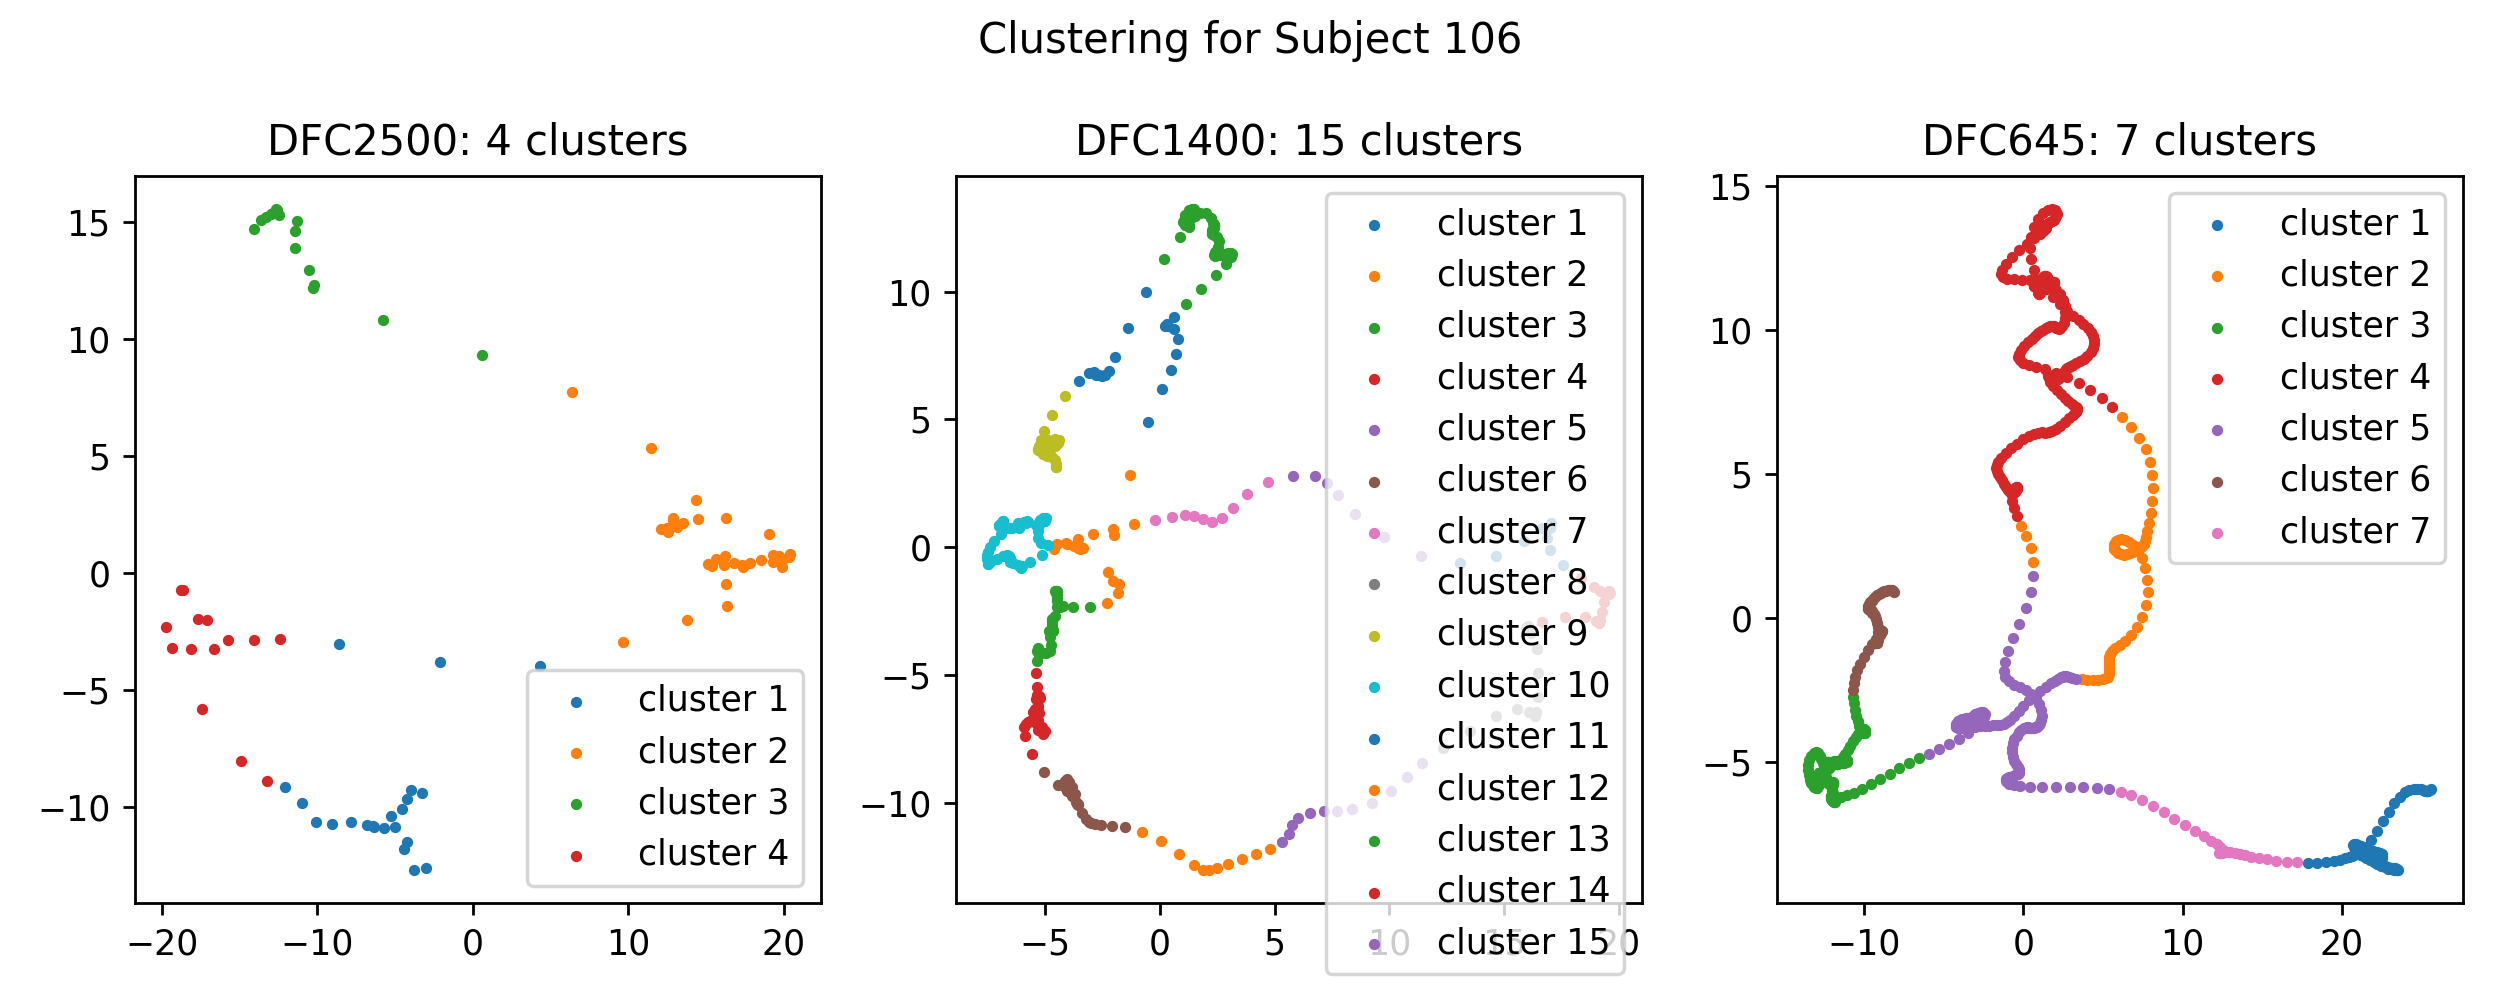 Clustering for Subject 106
DFC2500: 4 clusters
15
10
5
0
−5
−10
−20
−10
0
10
20
cluster 1
cluster 2
cluster 3
cluster 4
DFC1400: 15 clusters
10
5
0
−5
−10
−5
0
5
10
15
20
cluster 1
cluster 2
cluster 3
cluster 4
cluster 5
cluster 6
cluster 7
cluster 8
cluster 9
cluster 10
cluster 11
cluster 12
cluster 13
cluster 14
cluster 15
DFC645: 7 clusters
15
10
5
0
−5
−10
0
10
20
cluster 1
cluster 2
cluster 3
cluster 4
cluster 5
cluster 6
cluster 7